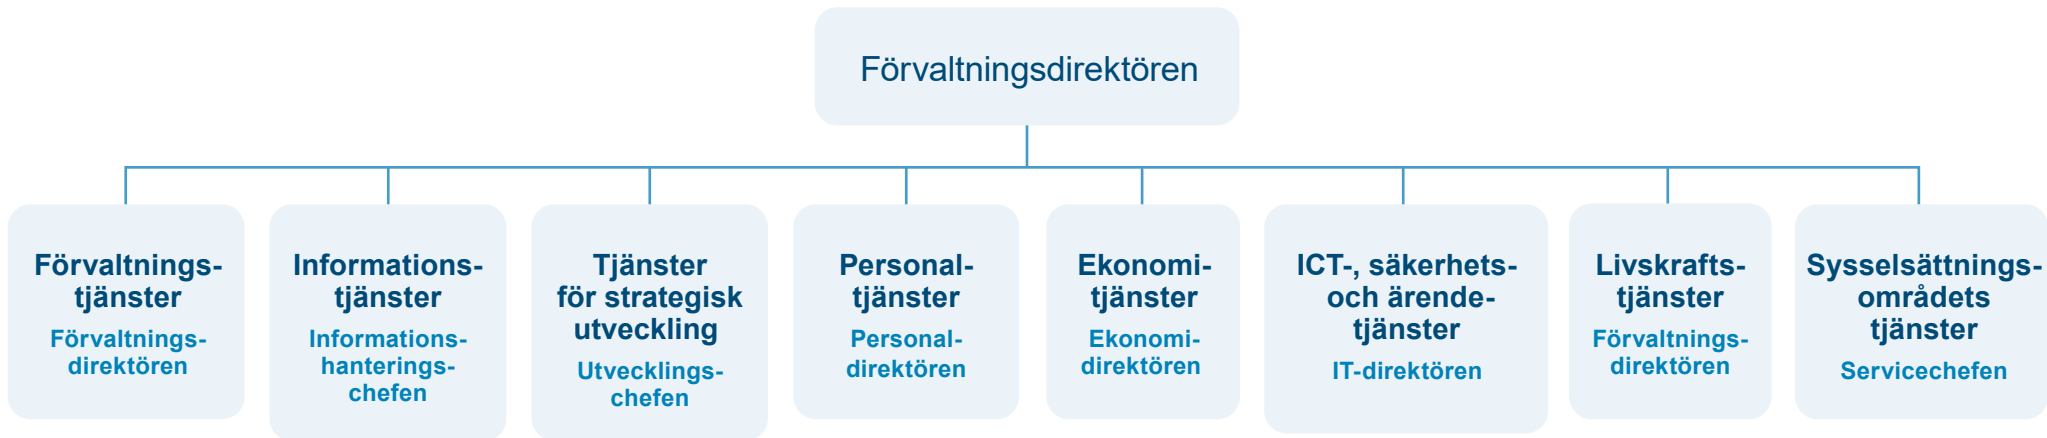 Förvaltningsdirektören
Förvaltnings-
tjänster
Förvaltnings-
direktören
Informations-
tjänster
Informations-
hanterings-
chefen
Tjänster
för strategisk
utveckling
Utvecklings-
chefen
Personal-
tjänster
Personal-
direktören
Ekonomi-
tjänster
Ekonomi-
direktören
ICT-, säkerhets-
och ärende-
tjänster
IT-direktören
Livskrafts-
tjänster
Förvaltnings-
direktören
Sysselsättnings-
områdets
tjänster
Servicechefen